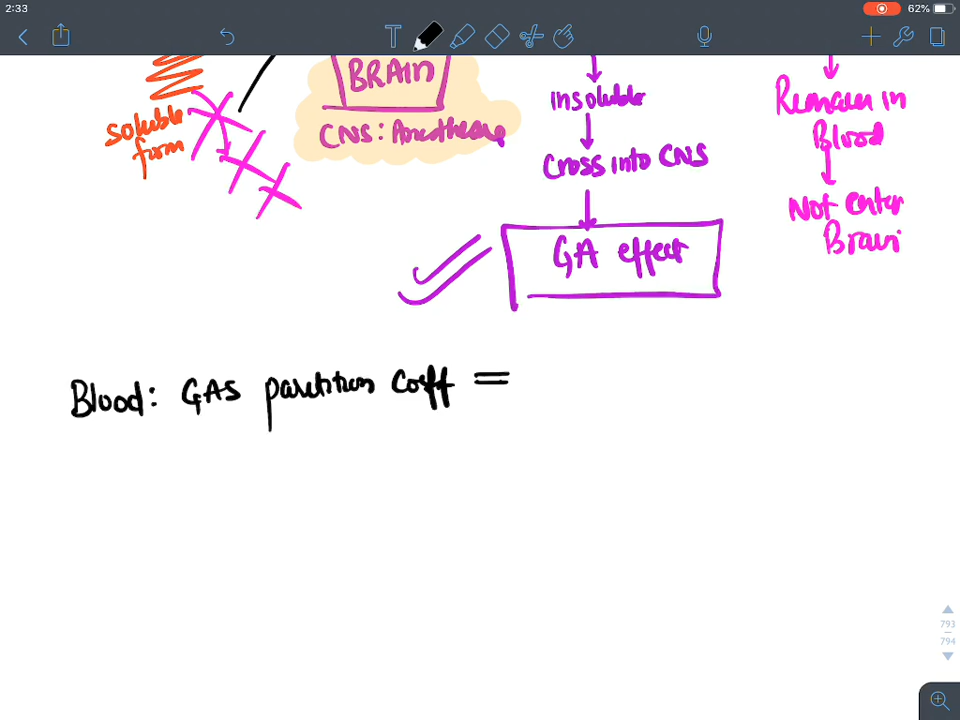 2:33
62%
BRAIN
CNS: Anesthesia
soluble
form
Insoluble
Cross into CNS
GA effect
Remain in
Blood
Not enter
Brain
Blood: GAS partition Coeff =
793
794